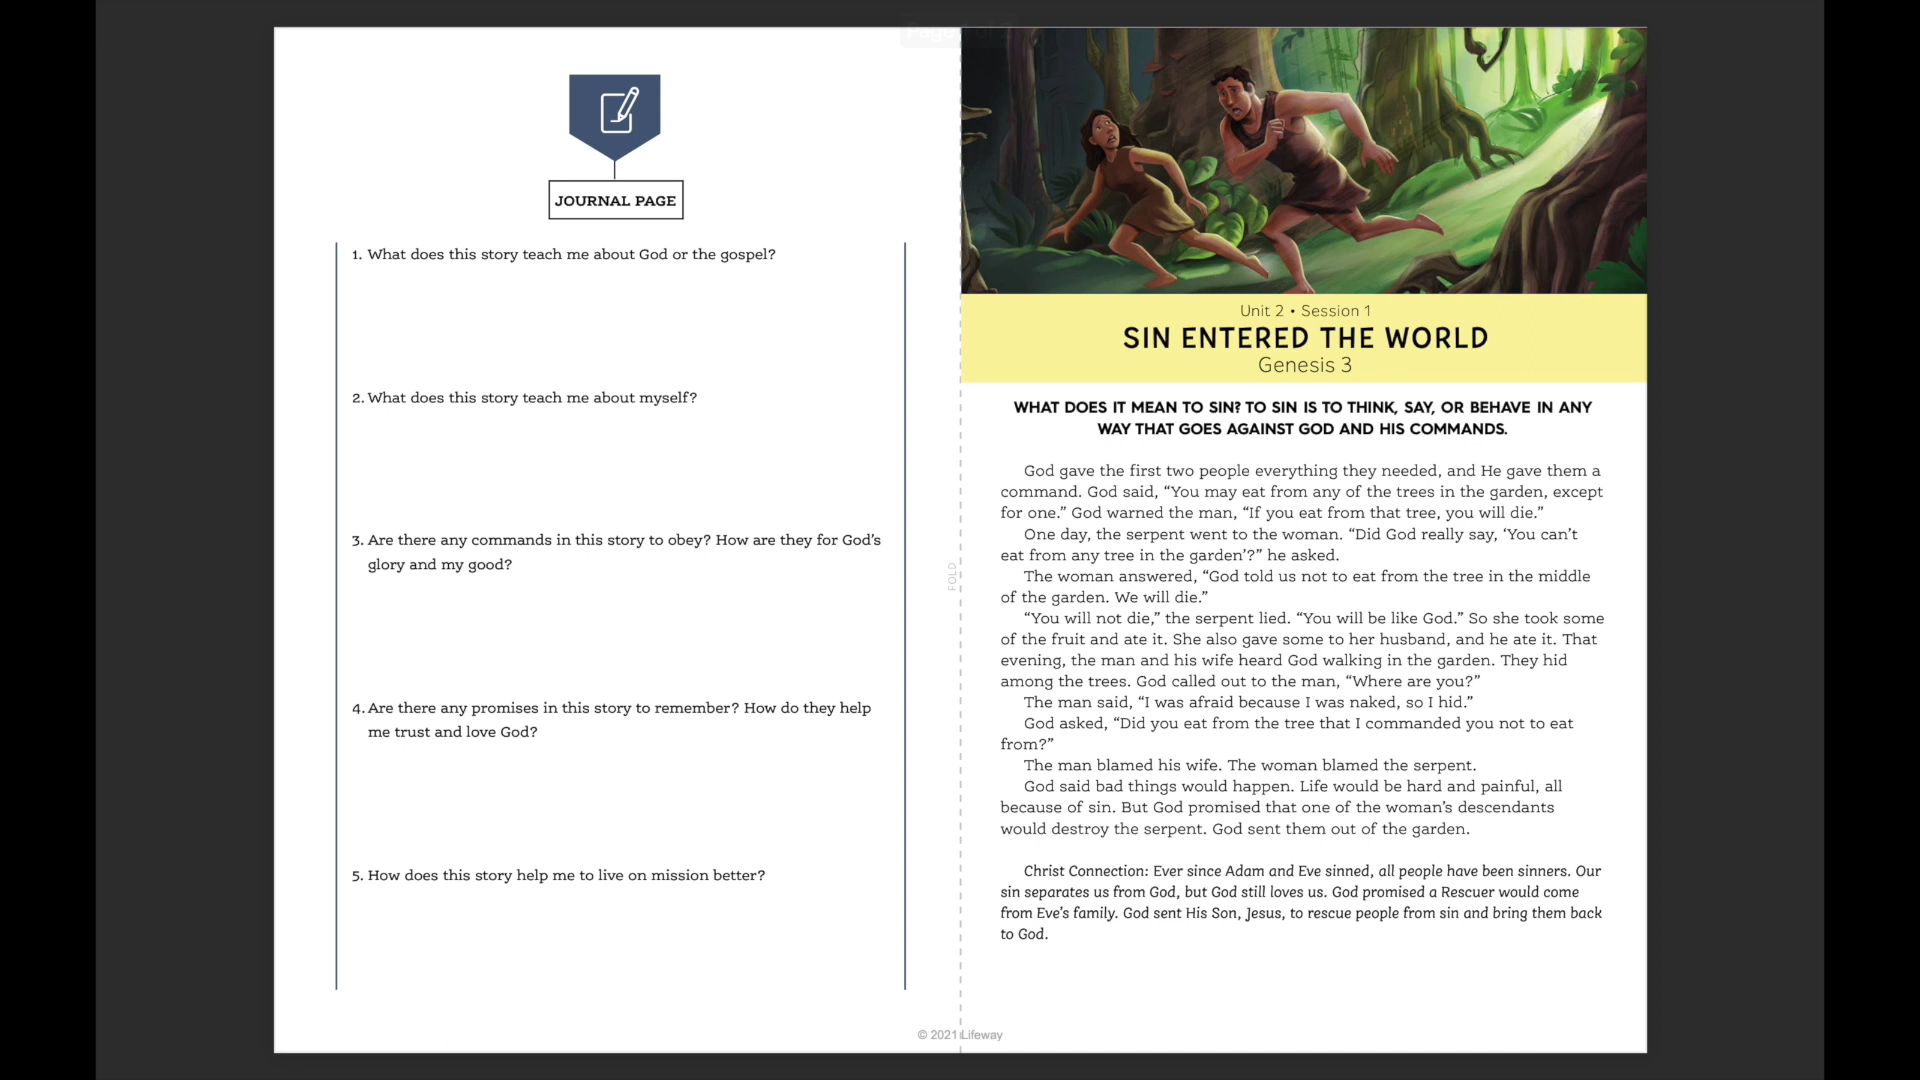 JOURNAL PAGE
1. What does this story teach me about God or the gospel?
2. What does this story teach me about myself?
3. Are there any commands in this story to obey? How are they for God's
glory and my good?
4. Are there any promises in this story to remember? How do they help
me trust and love God?
5. How does this story help me to live on mission better?
FOLD
Unit 2 • Session 1
SIN ENTERED THE WORLD
Genesis 3
WHAT DOES IT MEAN TO SIN? TO SIN IS TO THINK, SAY, OR BEHAVE IN ANY
WAY THAT GOES AGAINST GOD AND HIS COMMANDS.
God gave the first two people everything they needed, and He gave them a
command. God said, “You may eat from any of the trees in the garden, except
for one.” God warned the man, “If you eat from that tree, you will die.”
One day, the serpent went to the woman. “Did God really say, ‘You can’t
eat from any tree in the garden’?” he asked.
The woman answered, “God told us not to eat from the tree in the middle
of the garden. We will die.”
“You will not die,” the serpent lied. “You will be like God.” So she took some
of the fruit and ate it. She also gave some to her husband, and he ate it. That
evening, the man and his wife heard God walking in the garden. They hid
among the trees. God called out to the man, “Where are you?”
The man said, “I was afraid because I was naked, so I hid.”
God asked, “Did you eat from the tree that I commanded you not to eat
from?”
The man blamed his wife. The woman blamed the serpent.
God said bad things would happen. Life would be hard and painful, all
because of sin. But God promised that one of the woman’s descendants
would destroy the serpent. God sent them out of the garden.
Christ Connection: Ever since Adam and Eve sinned, all people have been sinners. Our
sin separates us from God, but God still loves us. God promised a Rescuer would come
from Eve’s family. God sent His Son, Jesus, to rescue people from sin and bring them back
to God.
© 2021 Lifeway